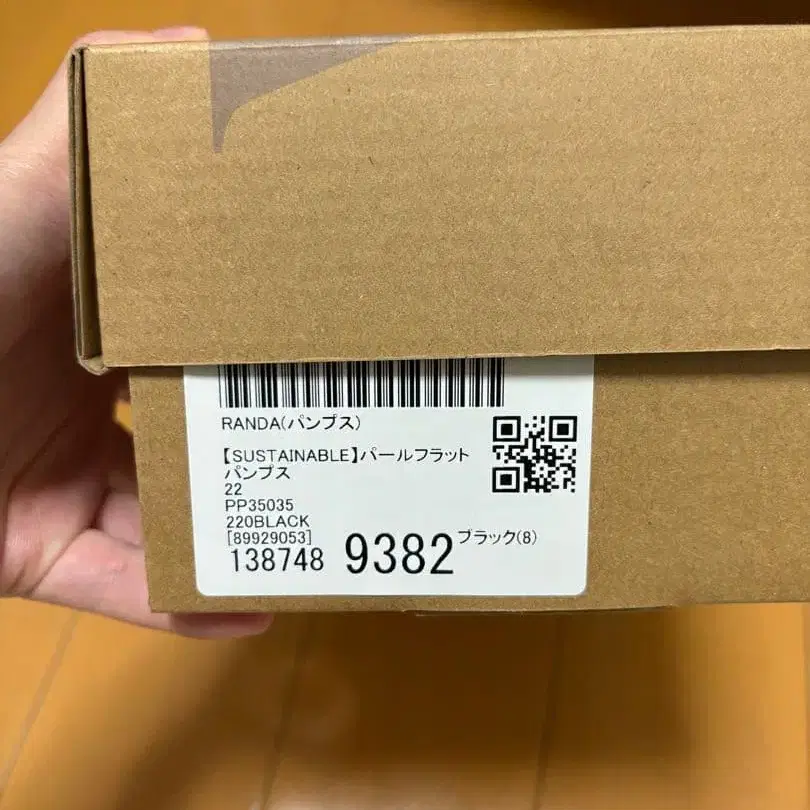 RANDA(パンプス)
【SUSTAINABLE】パールフラット
パンプス
22
PP35035
220BLACK
[89929053]
138748 9382 ブラック(8)